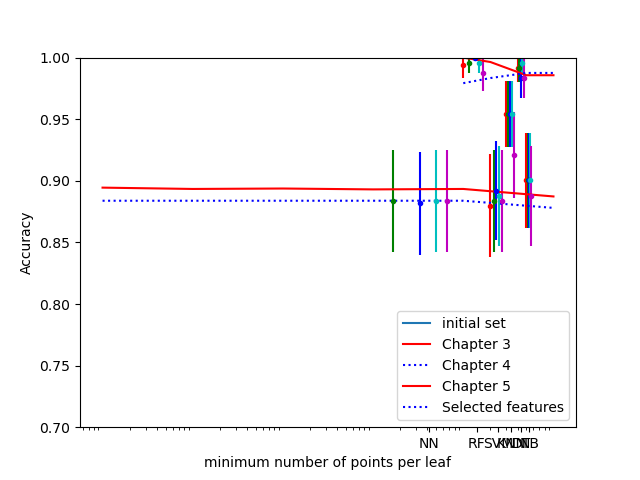 1.00
0.95
0.90
0.85
0.80
0.75
0.70
Accuracy
initial set
Chapter 3
Chapter 4
Chapter 5
Selected features
NN RF
minimum number of points per leaf